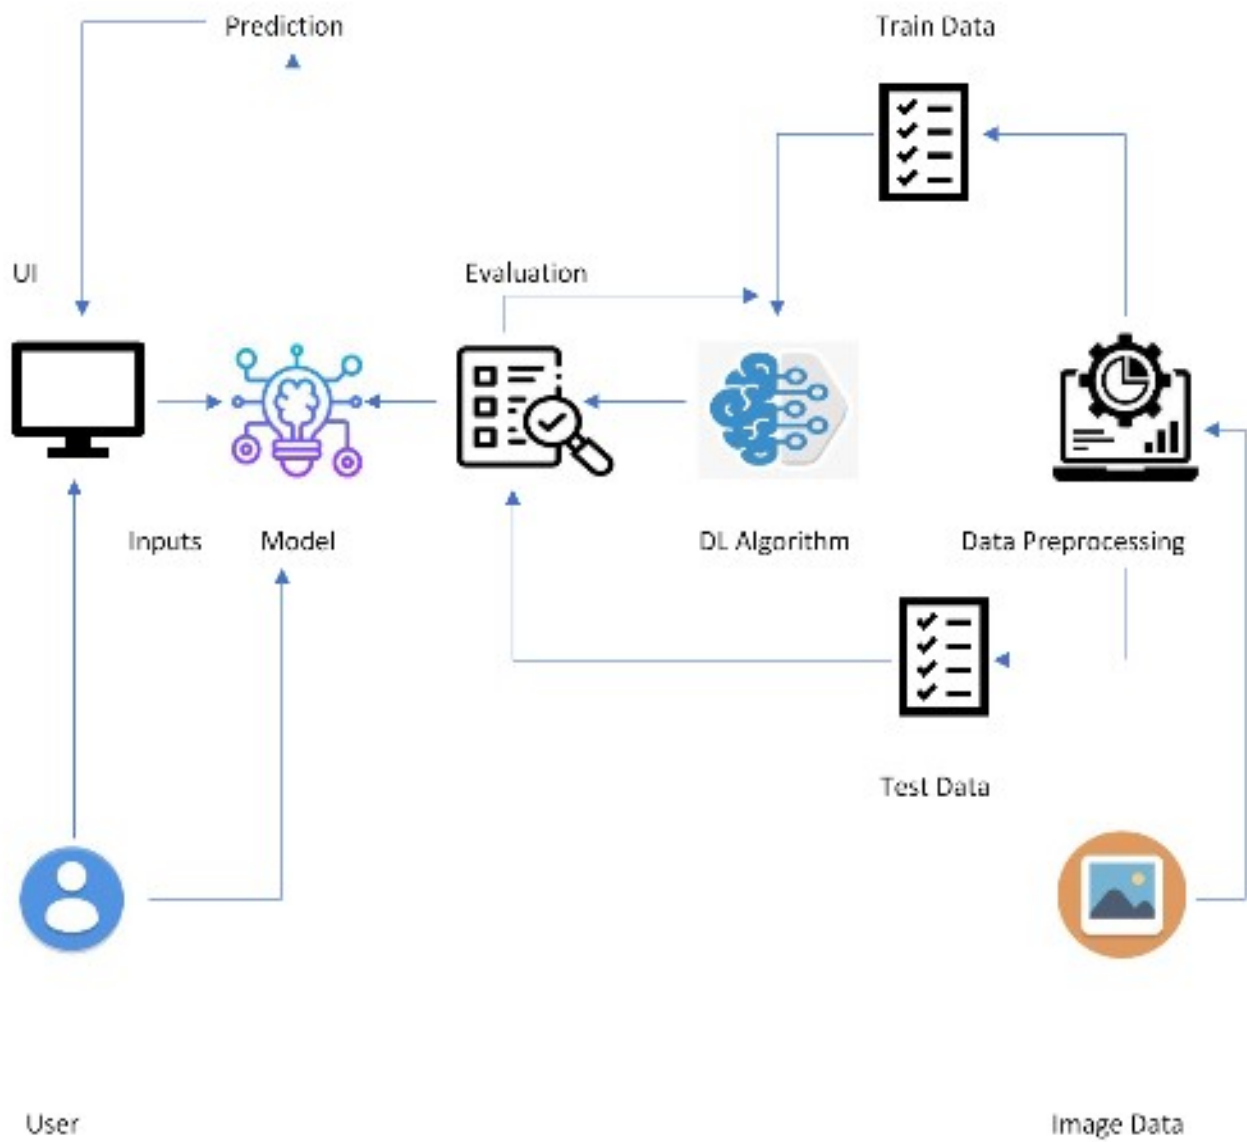 Prediction
Train Data
UI
Evaluation
Inputs
Model
DL Algorithm
Data Preprocessing
Test Data
User
Image Data